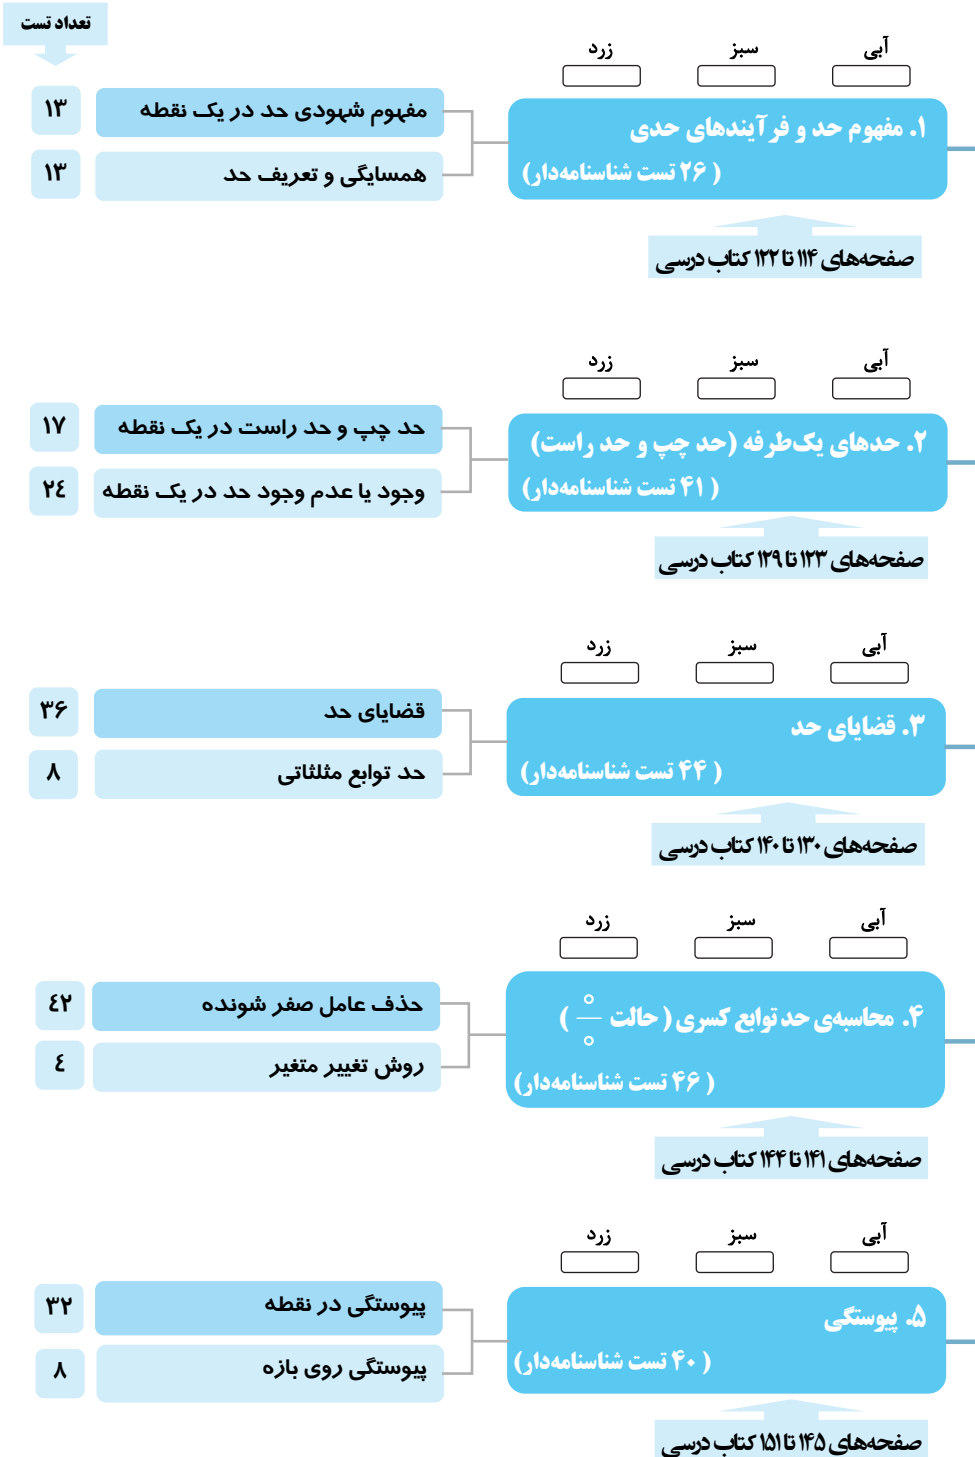 تعداد تست
آبی سبز زرد
۱. مفهوم حد و فرآیندهای حدی
(۲۶ تست شناسنامه‌دار)
مفهوم شهودی حد در یک نقطه ۱۳
همسایگی و تعریف حد ۱۳
صفحه‌های ۱۱۴ تا ۱۲۲ کتاب درسی
آبی سبز زرد
۲. حدهای یک‌طرفه (حد چپ و حد راست)
(۴۱ تست شناسنامه‌دار)
حد چپ و حد راست در یک نقطه ۱۷
وجود یا عدم وجود حد در یک نقطه ۲۴
صفحه‌های ۱۲۳ تا ۱۲۹ کتاب درسی
آبی سبز زرد
۳. قضایای حد
(۴۴ تست شناسنامه‌دار)
قضایای حد ۳۶
حد توابع مثلثاتی ۸
صفحه‌های ۱۳۰ تا ۱۴۰ کتاب درسی
آبی سبز زرد
۴. محاسبه‌ی حد توابع کسری (حالت ۰/۰)
(۴۶ تست شناسنامه‌دار)
حذف عامل صفر شونده ۴۲
روش تغییر متغیر ۴
صفحه‌های ۱۴۱ تا ۱۴۴ کتاب درسی
آبی سبز زرد
۵. پیوستگی
(۴۰ تست شناسنامه‌دار)
پیوستگی در نقطه ۳۲
پیوستگی روی بازه ۸
صفحه‌های ۱۴۵ تا ۱۵۱ کتاب درسی